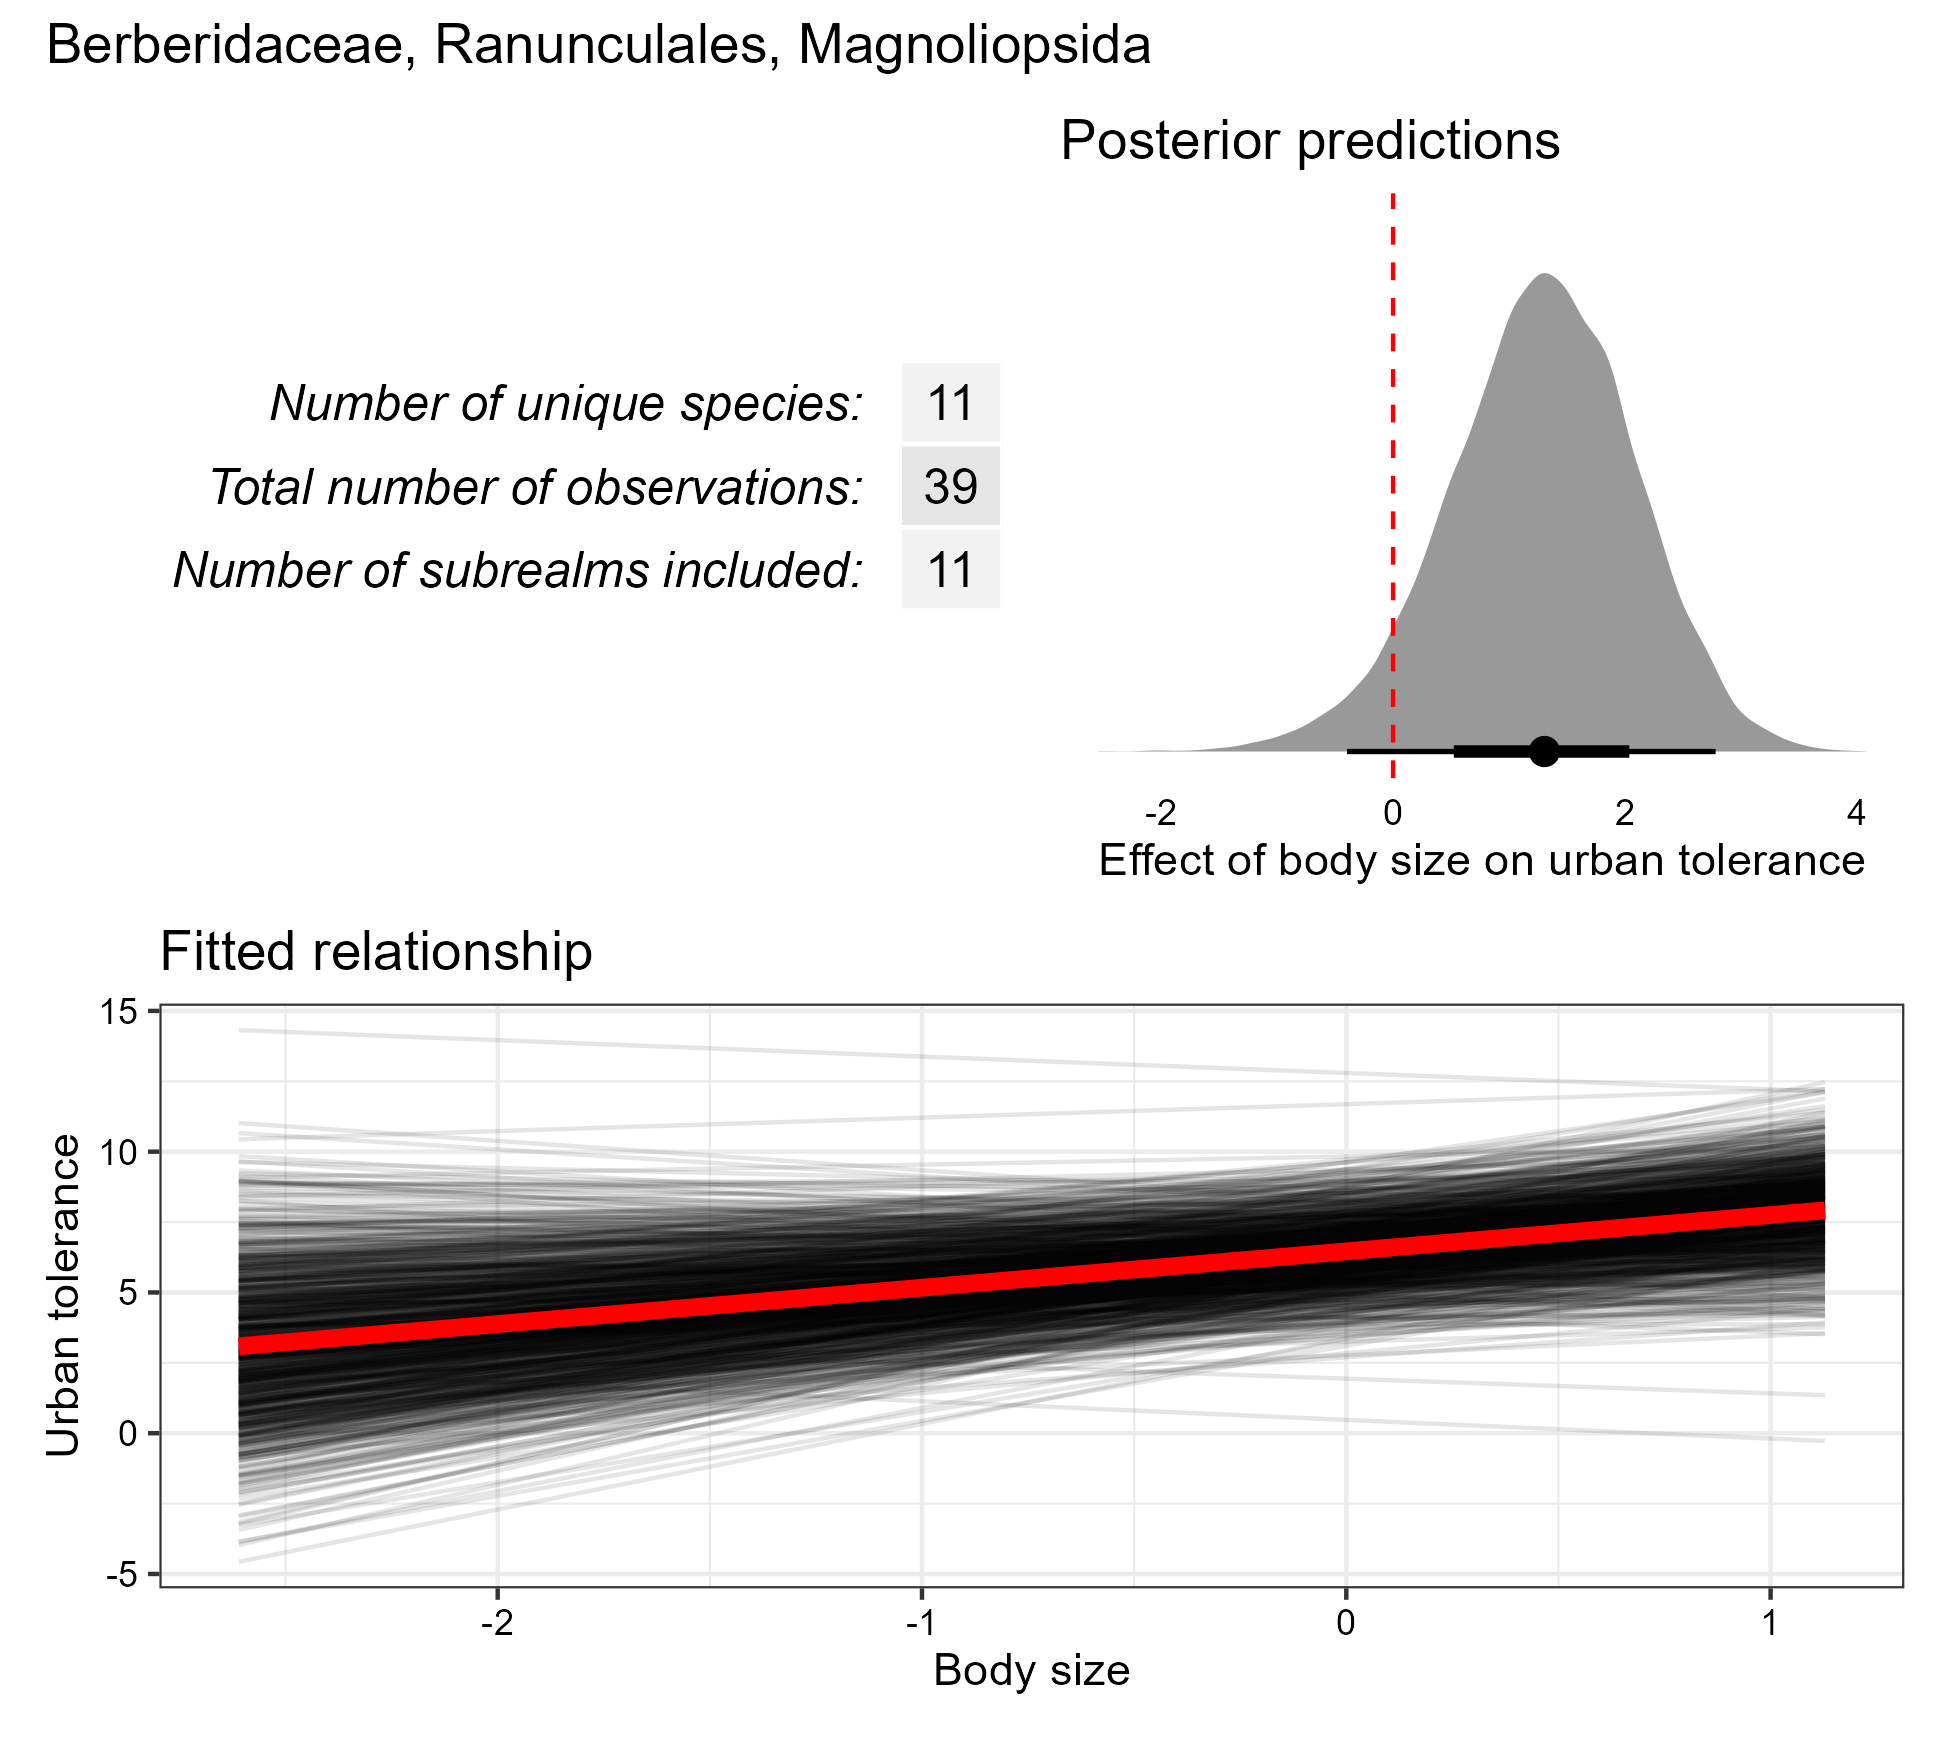 Berberidaceae, Ranunculales, Magnoliopsida
Posterior predictions
Number of unique species: 11
Total number of observations: 39
Number of subrealms included: 11
-2 0 2 4
Effect of body size on urban tolerance
Fitted relationship
15
10
5
0
-5
Urban tolerance
-2 -1 0 1
Body size